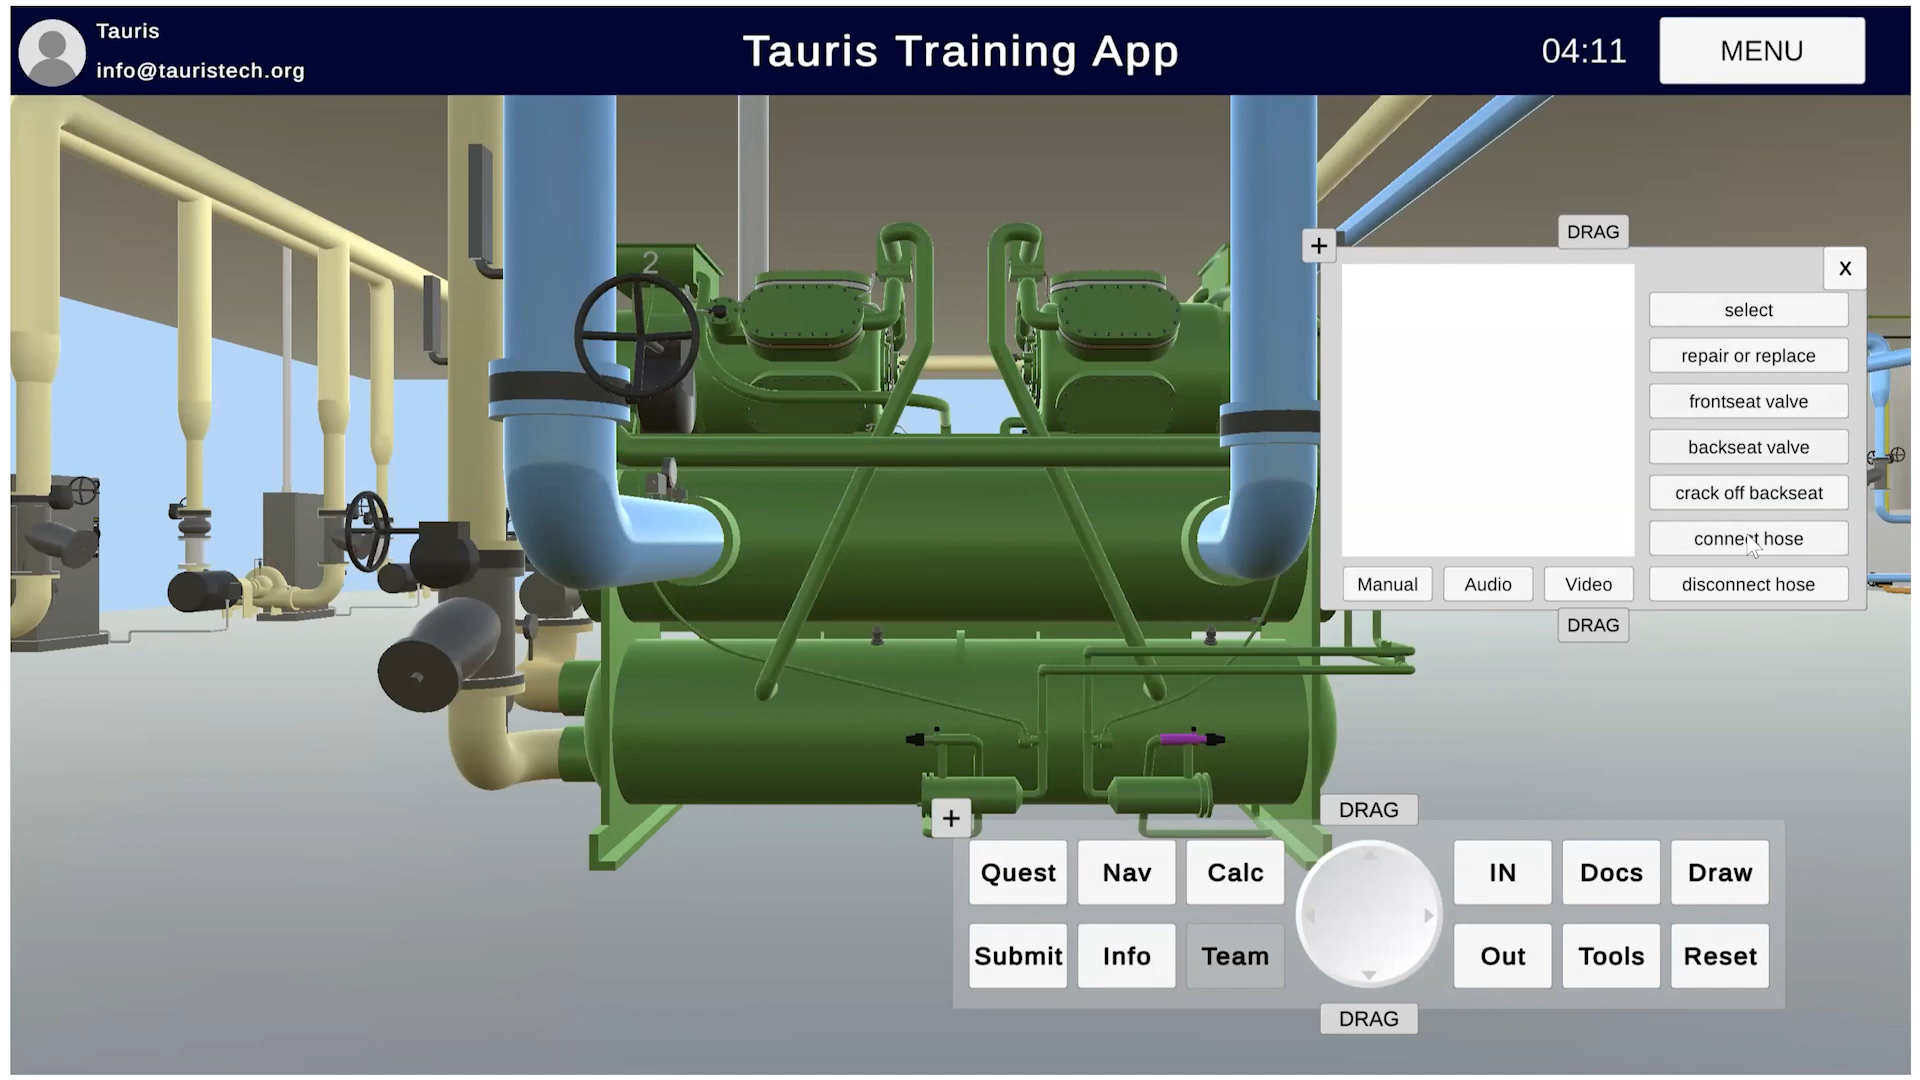 Tauris
info@tauristech.org
Tauris Training App
04:11
MENU
2
DRAG
+
X
select
repair or replace
frontseat valve
backseat valve
crack off backseat
connect hose
disconnect hose
Manual
Audio
Video
DRAG
DRAG
+
Quest
Nav
Calc
IN
Docs
Draw
Submit
Info
Team
Out
Tools
Reset
DRAG